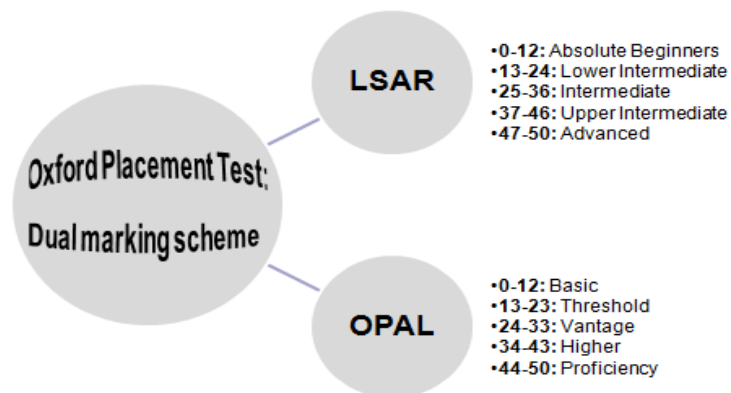 Oxford Placement Test:
Dual marking scheme
LSAR
•0-12: Absolute Beginners
•13-24: Lower Intermediate
•25-36: Intermediate
•37-46: Upper Intermediate
•47-50: Advanced
OPAL
•0-12: Basic
•13-23: Threshold
•24-33: Vantage
•34-43: Higher
•44-50: Proficiency